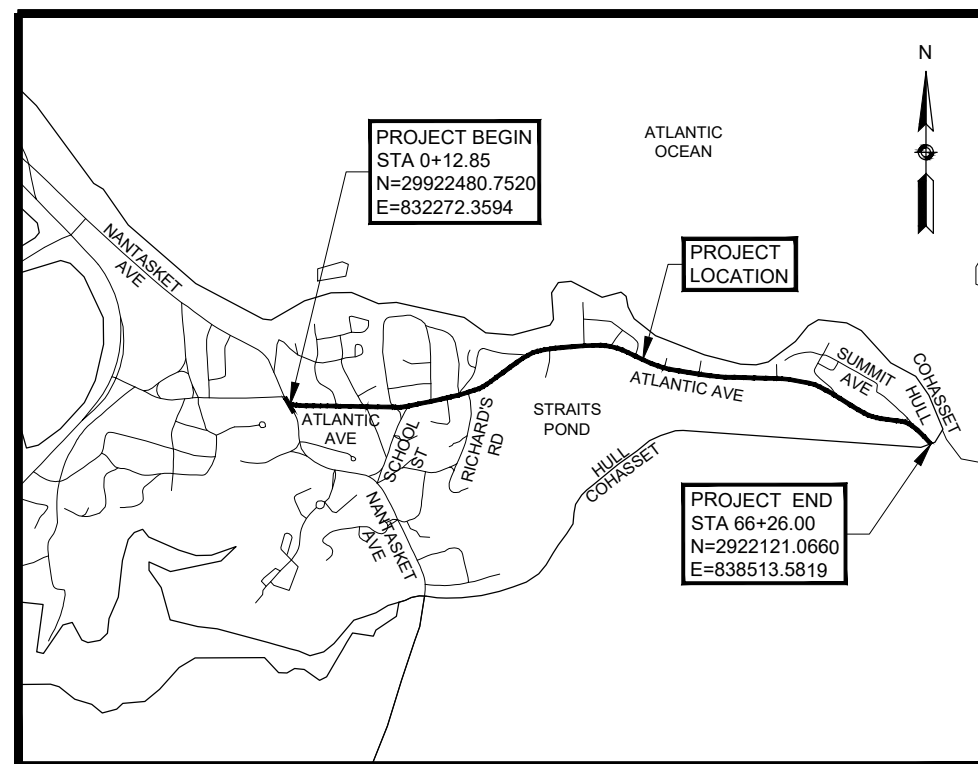 N
ATLANTIC
OCEAN
PROJECT BEGIN
STA 0+12.85
N=29922480.7520
E=832272.3594
NANTASKET
AVE
PROJECT
LOCATION
SUMMIT
AVE
COHASSET
HULL
ATLANTIC AVE
ATLANTIC
AVE
SCHOOL
ST
RICHARD'S
RD
STRAITS
POND
HULL
COHASSET
NANTASKET
AVE
PROJECT END
STA 66+26.00
N=2922121.0660
E=838513.5819